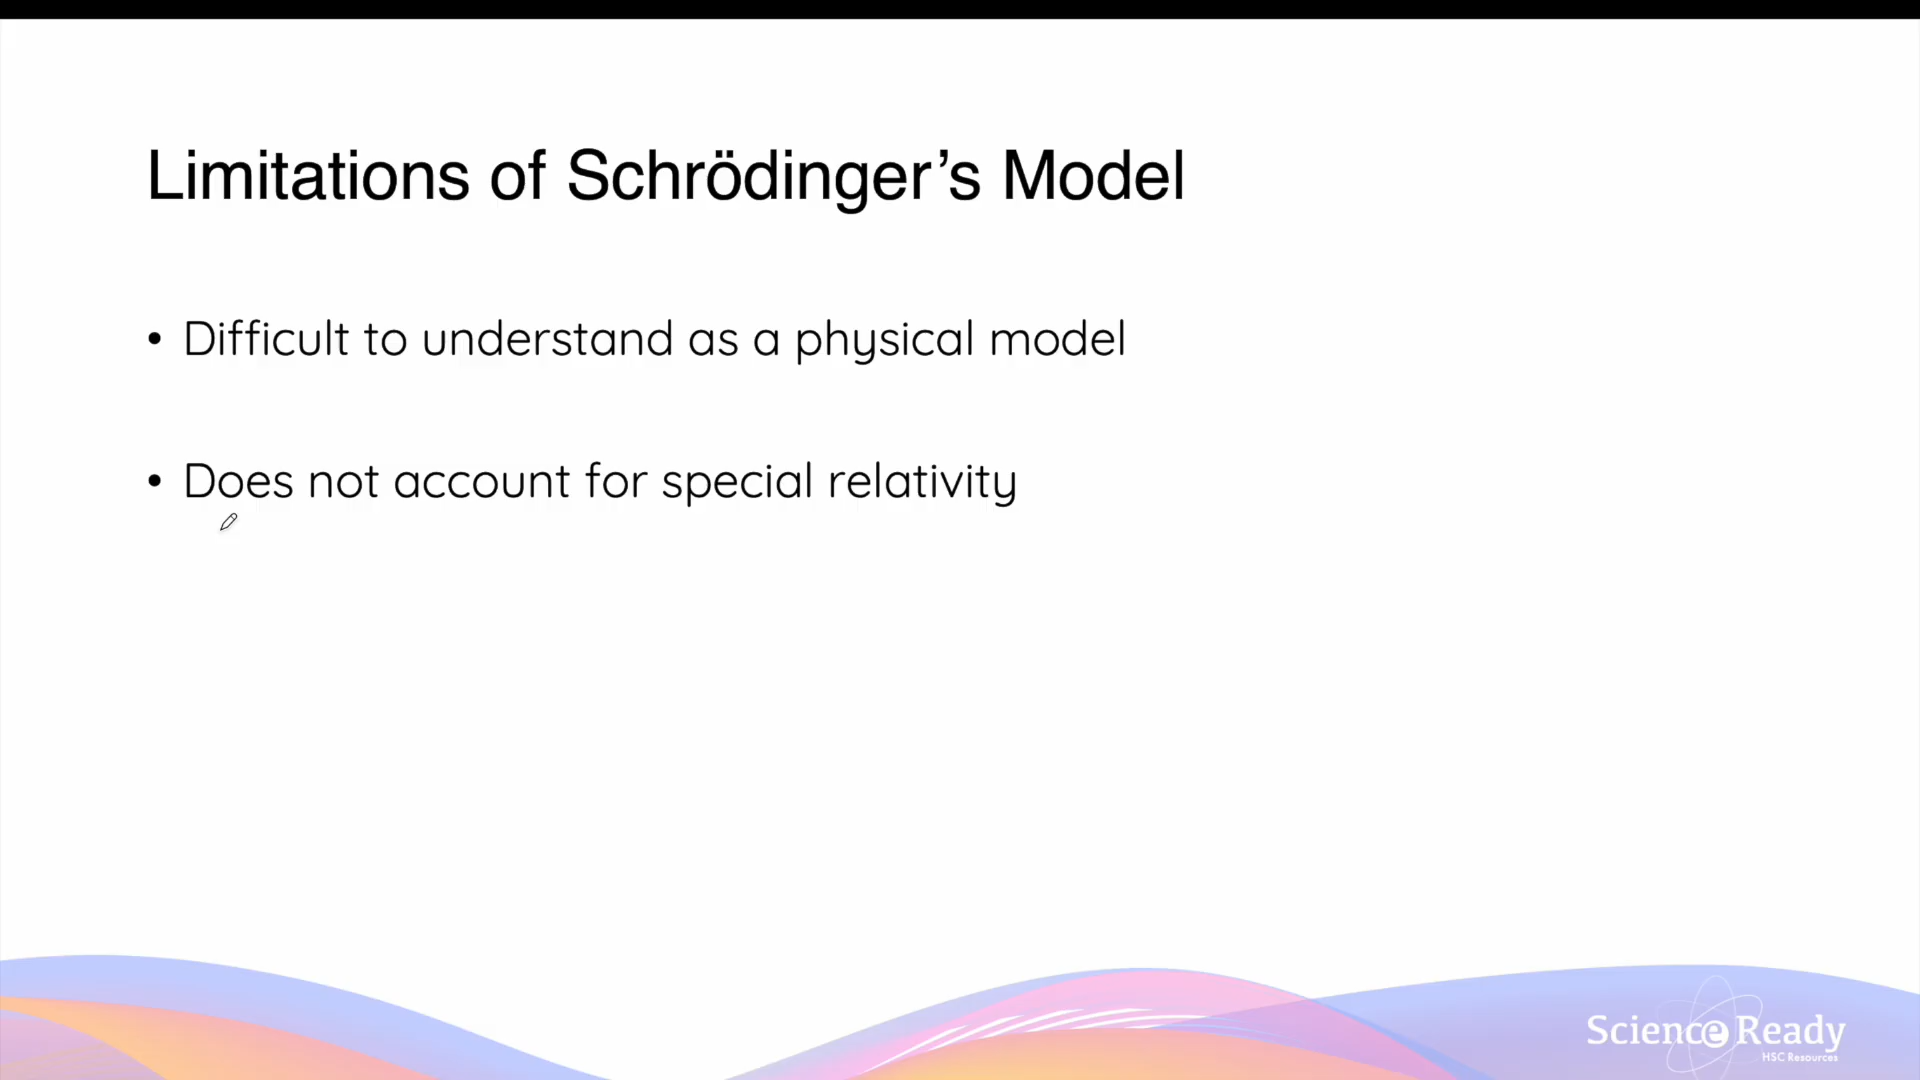 Limitations of Schrödinger’s Model
• Difficult to understand as a physical model
• Does not account for special relativity
Science Ready
HSC Resources